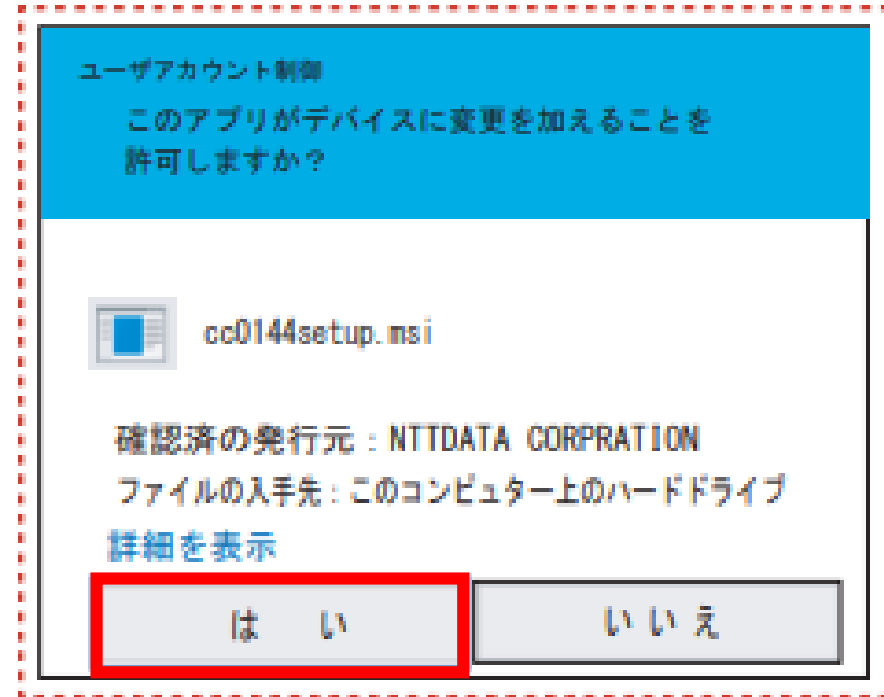 ユーザアカウント制御
このアプリがデバイスに変更を加えることを
許可しますか？
cc0144setup.msi
確認済の発行元：NTTDATA CORPRATION
ファイルの入手先：このコンピュター上のハードドライブ
詳細を表示
は い
いいえ